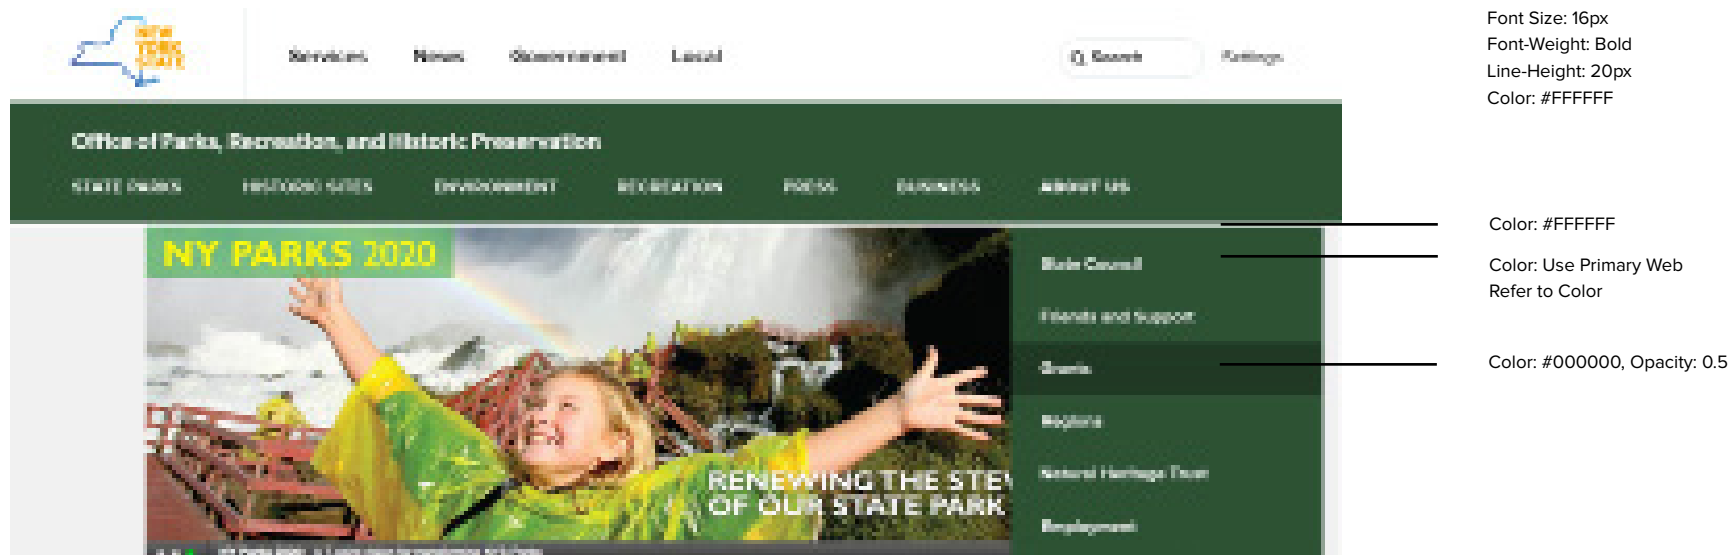 NEW
YORK
STATE
Services News Government Local
Search Settings
Font Size: 16px
Font-Weight: Bold
Line-Height: 20px
Color: #FFFFFF
Office of Parks, Recreation, and Historic Preservation
STATE PARKS HISTORIC SITES ENVIRONMENT RECREATION PRESS BUSINESS ABOUT US
Color: #FFFFFF
NY PARKS 2020
State Council
Color: Use Primary Web
Refer to Color
Friends and Support
Grants
Color: #000000, Opacity: 0.5
Regions
Natural Heritage Trust
RENEWING THE STEW
OF OUR STATE PARK
Employment